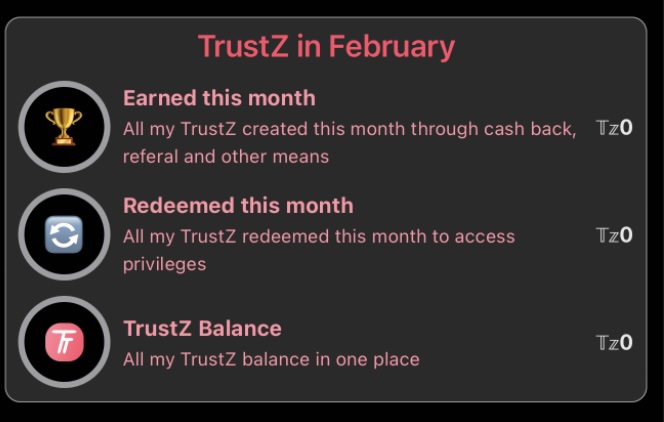 TrustZ in February
Earned this month
All my TrustZ created this month through cash back,
referal and other means
𝕋𝕫0
Redeemed this month
All my TrustZ redeemed this month to access
privileges
𝕋𝕫0
TrustZ Balance
All my TrustZ balance in one place
𝕋𝕫0